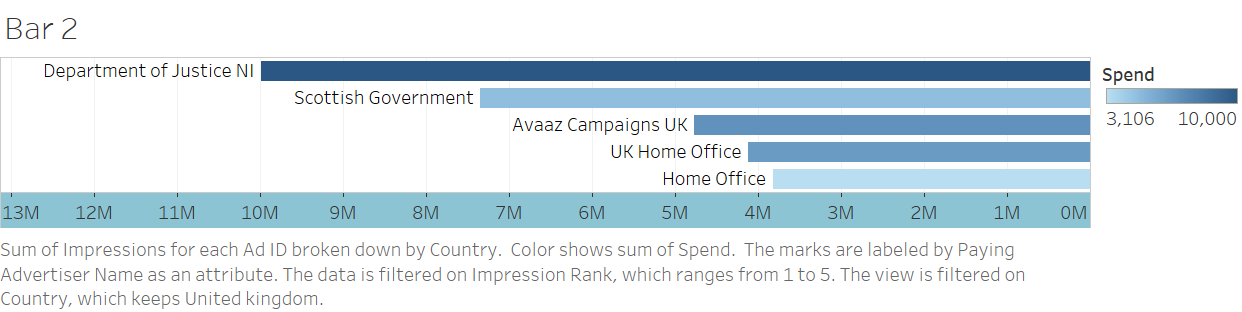 Bar 2
Department of Justice NI
Scottish Government
Avaaz Campaigns UK
UK Home Office
Home Office
13M 12M 11M 10M 9M 8M 7M 6M 5M 4M 3M 2M 1M 0M
Spend
3,106 10,000
Sum of Impressions for each Ad ID broken down by Country.  Color shows sum of Spend.  The marks are labeled by Paying
Advertiser Name as an attribute. The data is filtered on Impression Rank, which ranges from 1 to 5. The view is filtered on
Country, which keeps United kingdom.